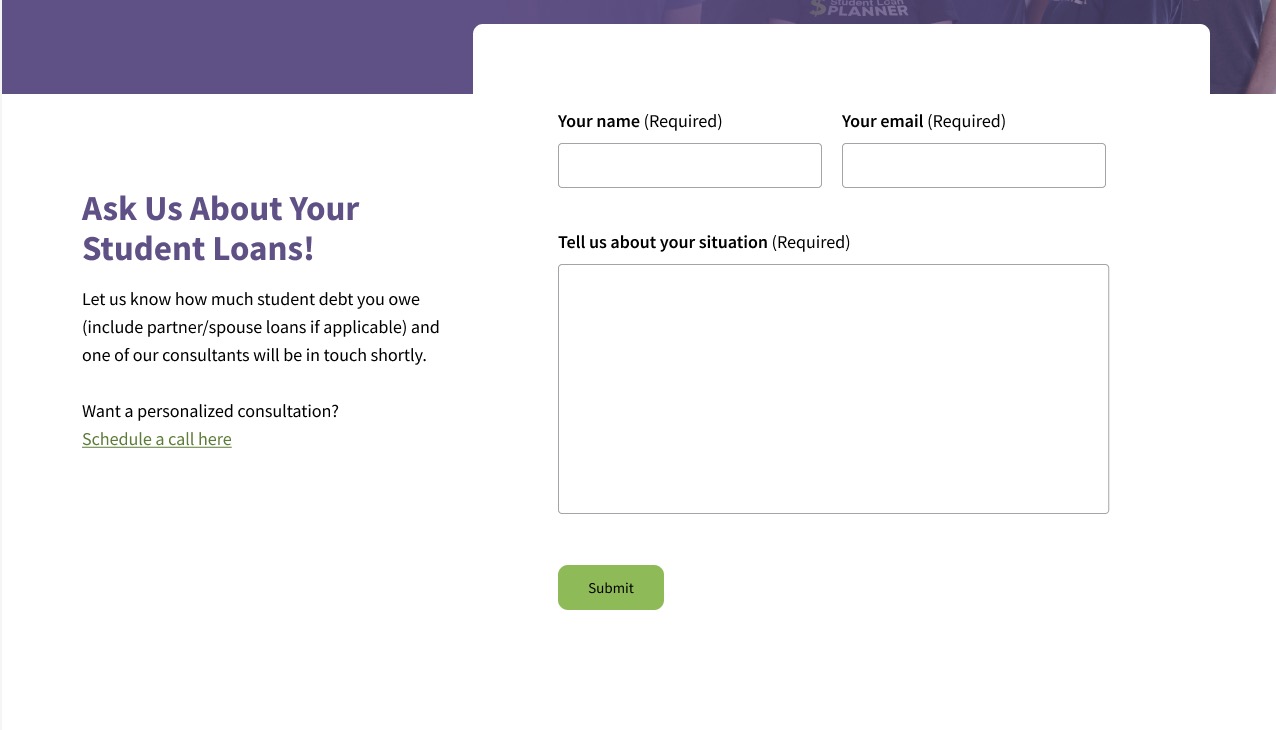 Student Loan
PLANNER
Your name (Required)
Your email (Required)
Ask Us About Your
Student Loans!
Let us know how much student debt you owe
(include partner/spouse loans if applicable) and
one of our consultants will be in touch shortly.
Want a personalized consultation?
Schedule a call here
Tell us about your situation (Required)
Submit